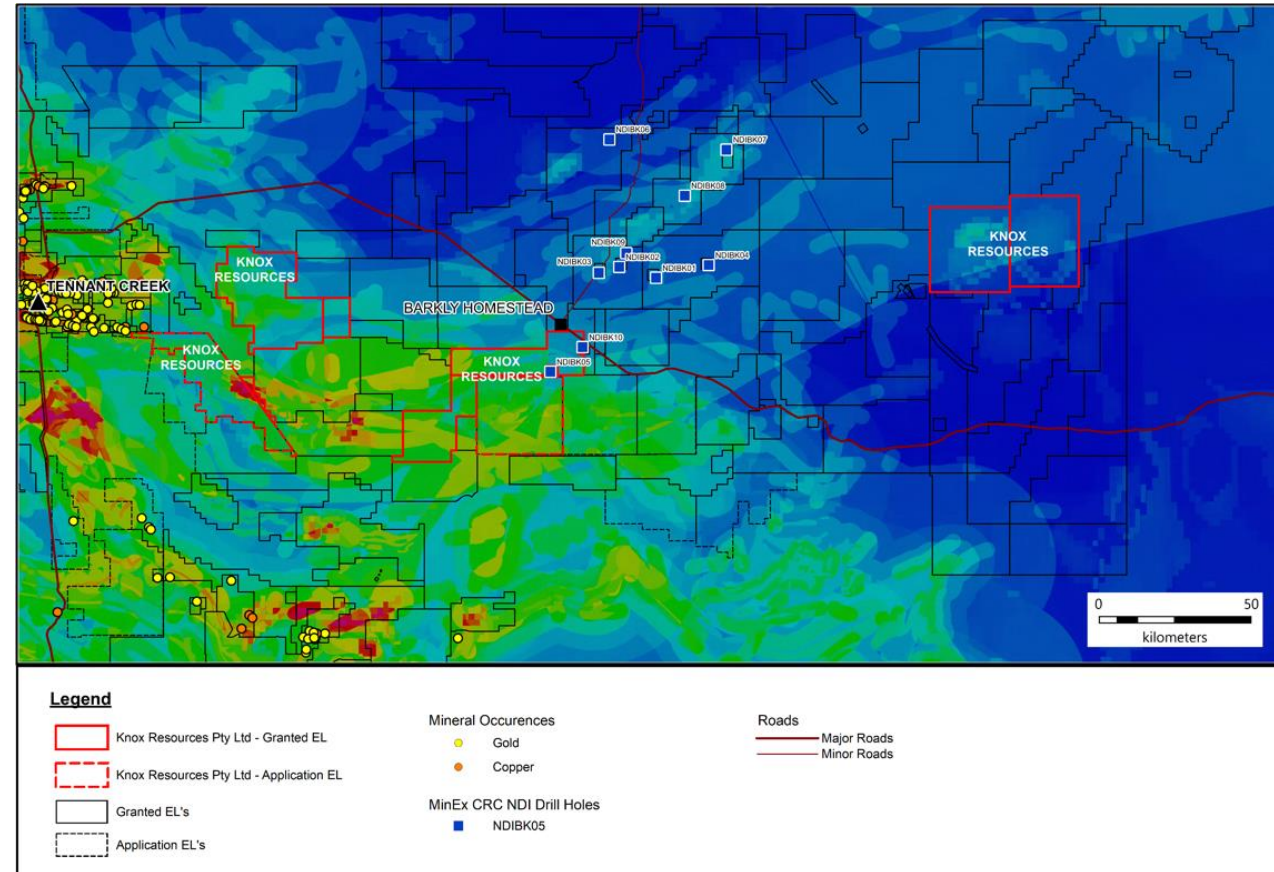 NDIBK06
NDIBK07
NDIBK08
KNOX
RESOURCES
NDIBK09
NDIBK02
NDIBK03
NDIBK04
NDIBK01
KNOX
RESOURCES
TENNANT CREEK
BARKLY HOMESTEAD
NDIBK10
KNOX
RESOURCES
KNOX
RESOURCES
NDIBK05
0 50
kilometers
Legend
Knox Resources Pty Ltd - Granted EL
Knox Resources Pty Ltd - Application EL
Granted EL's
Application EL's
Mineral Occurences
Gold
Copper
MinEx CRC NDI Drill Holes
NDIBK05
Roads
Major Roads
Minor Roads